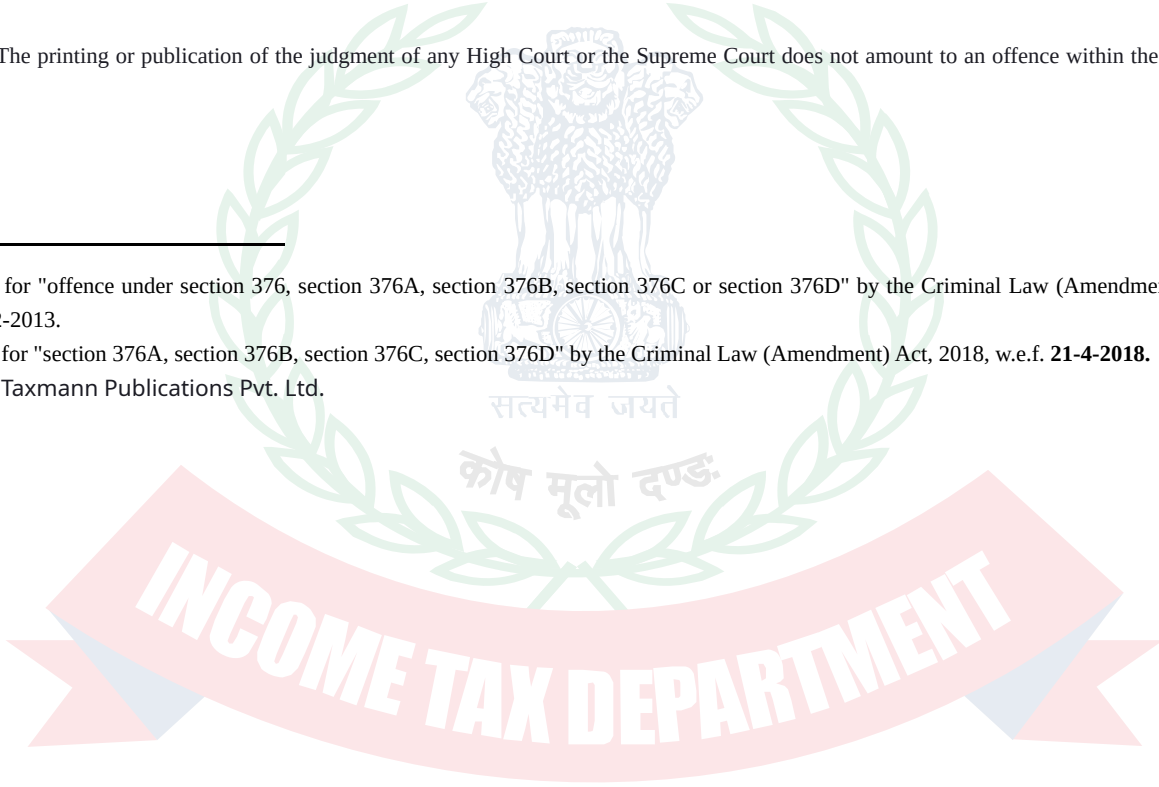 The printing or publication of the judgment of any High Court or the Supreme Court does not amount to an offence within the
for "offence under section 376, section 376A, section 376B, section 376C or section 376D" by the Criminal Law (Amendme
-2013.
for "section 376A, section 376B, section 376C, section 376D" by the Criminal Law (Amendment) Act, 2018, w.e.f. 21-4-2018.
Taxmann Publications Pvt. Ltd.
सत्यमेव जयते
कोष मूलो दण्डः
INCOME TAX DEPARTMENT